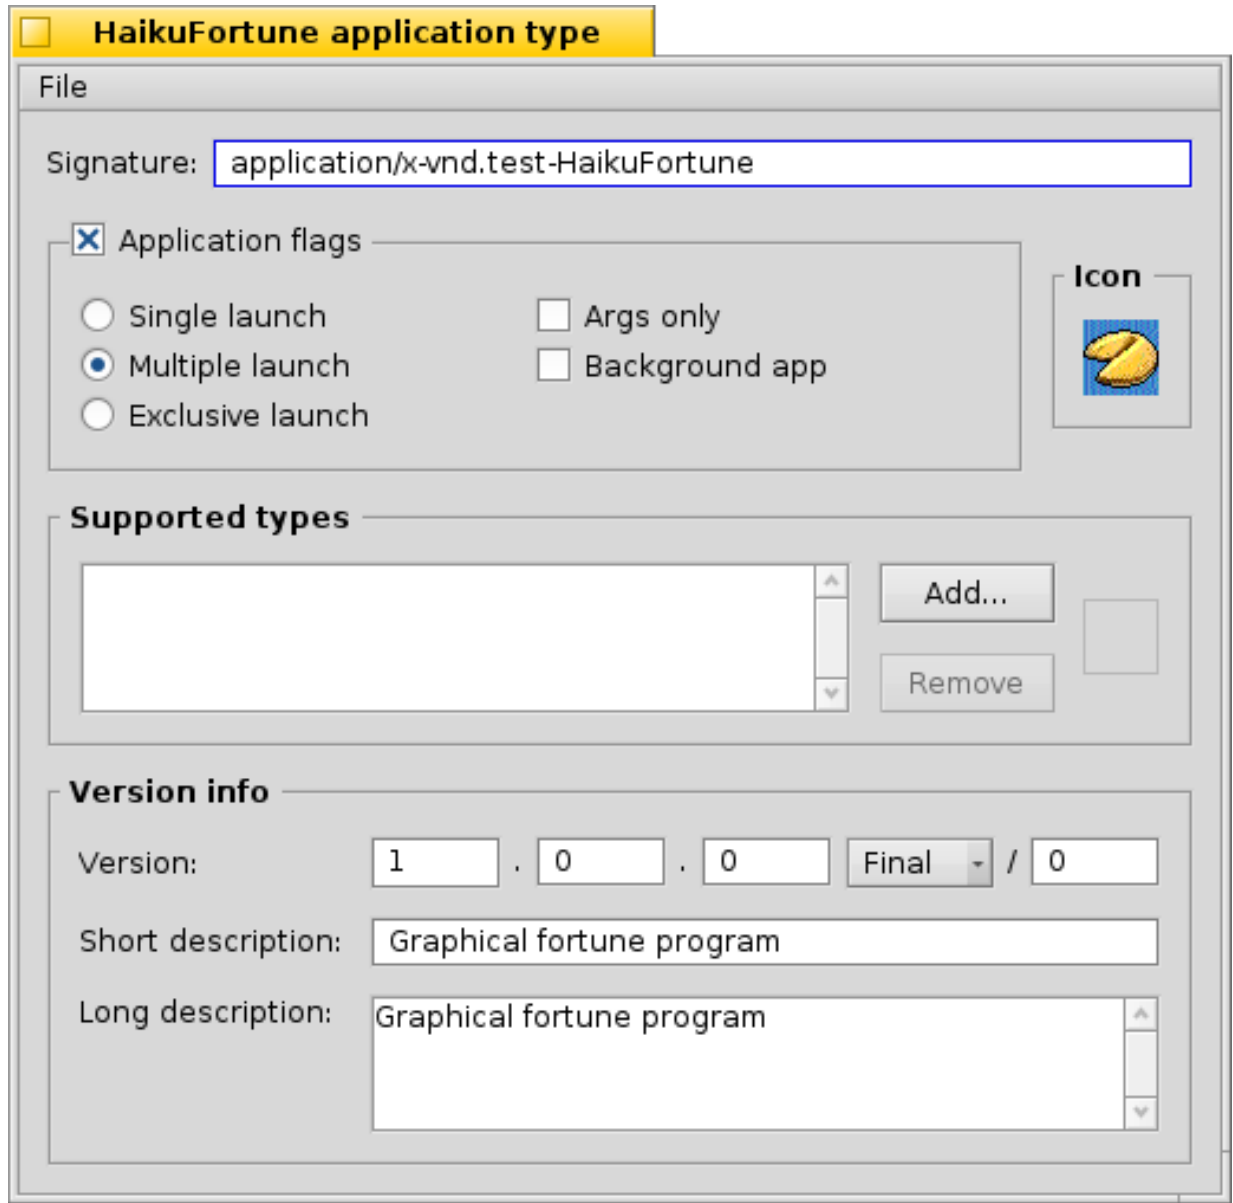 HaikuFortune application type
File
Signature: application/x-vnd.test-HaikuFortune
Application flags
Icon
Single launch Args only
Multiple launch Background app
Exclusive launch
Supported types
Add...
Remove
Version info
Version: 1 . 0 . 0 Final / 0
Short description: Graphical fortune program
Long description: Graphical fortune program